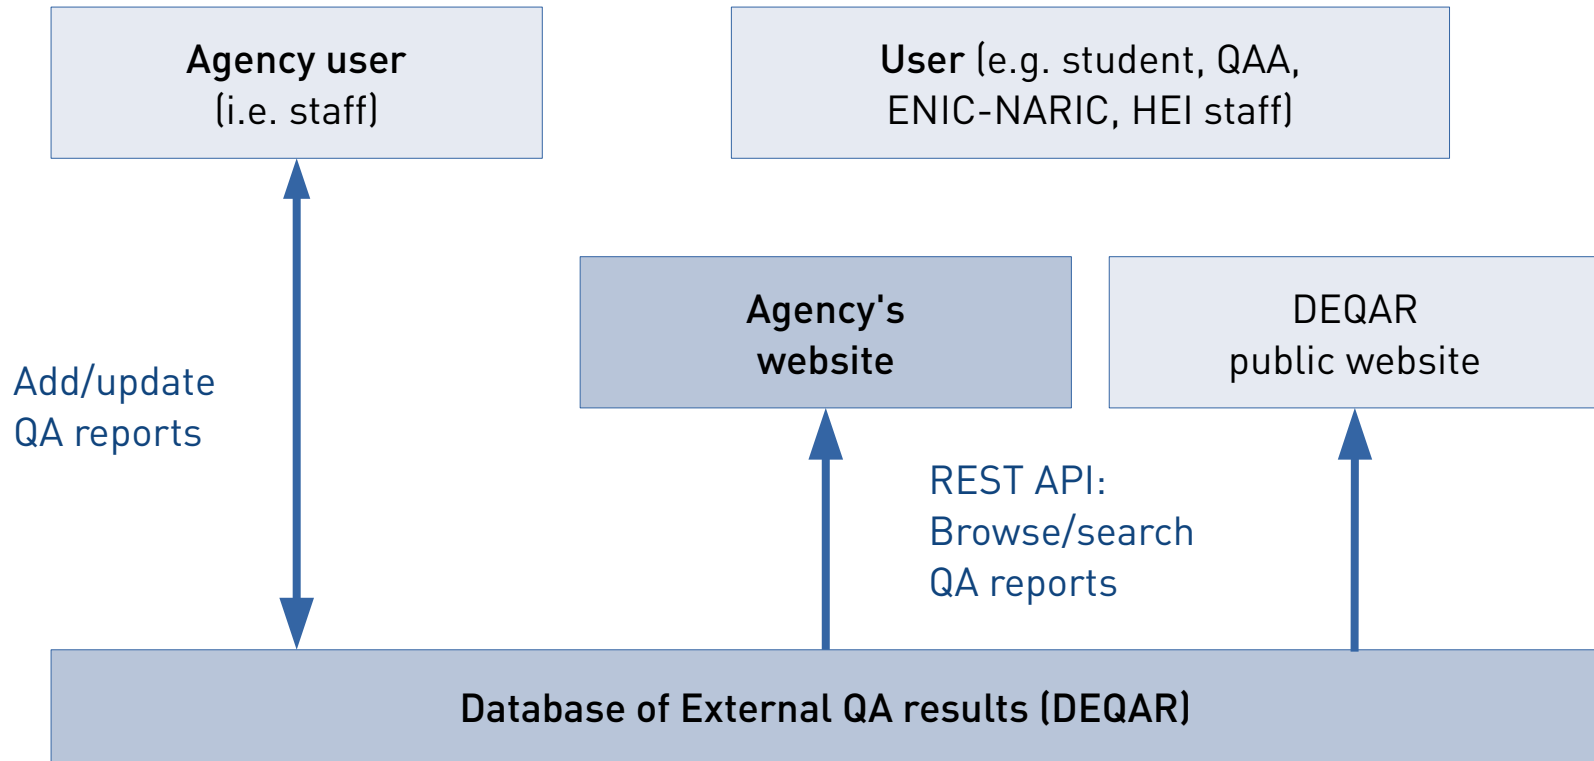 Agency user
(i.e. staff)
User (e.g. student, QAA,
ENIC-NARIC, HEI staff)
Agency's
website
DEQAR
public website
Add/update
QA reports
REST API:
Browse/search
QA reports
Database of External QA results (DEQAR)